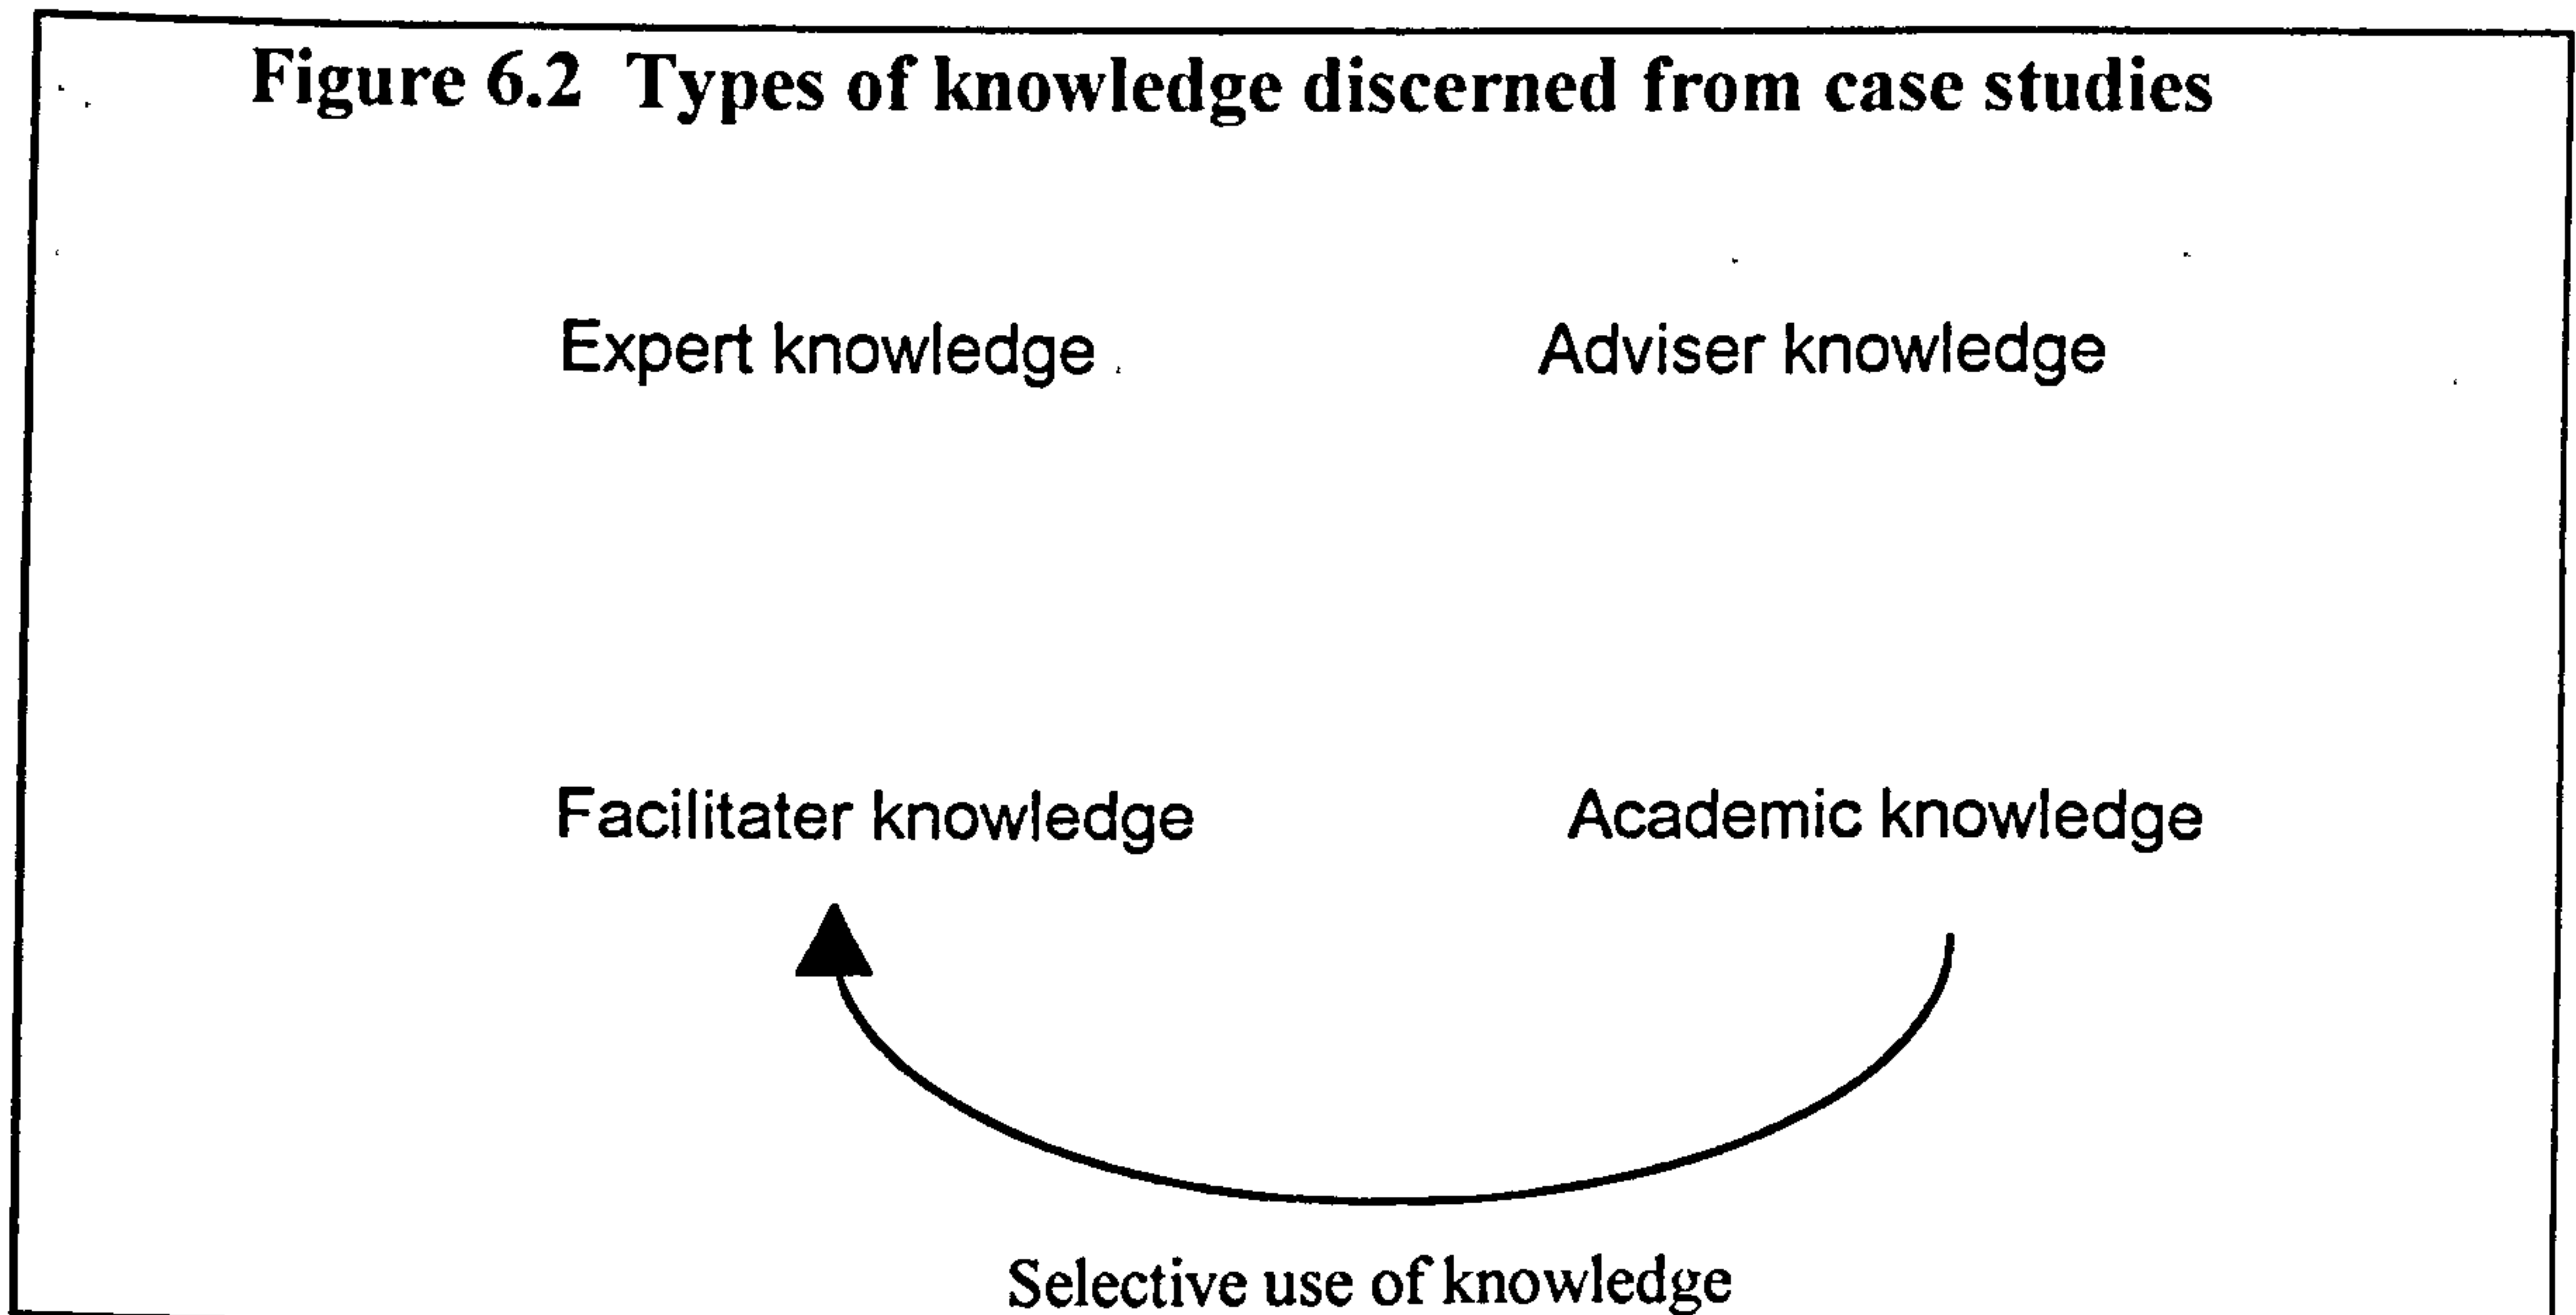 Figure 6.2 Types of knowledge discerned from case studies
Expert knowledge Adviser knowledge
Facilitater knowledge Academic knowledge
Selective use of knowledge